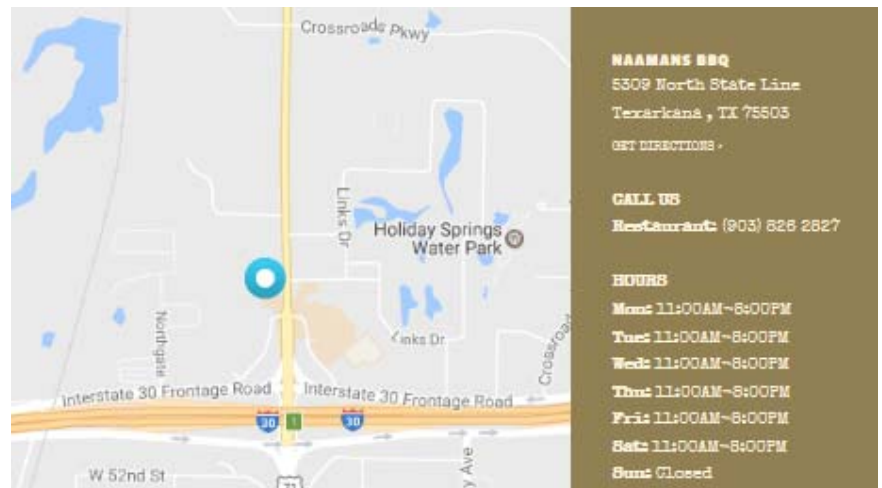 Crossroads Pkwy
Links Dr
Holiday Springs
Water Park
Northgate
Links Dr
Crossroad
Interstate 30 Frontage Road
Interstate 30 Frontage Road
30
1
30
W 52nd St
71
y Ave
NAAMANS BBQ
5309 North State Line
Texarkana , TX 75503
GET DIRECTIONS ›
CALL US
Restaurant: (903) 826 2827
HOURS
Mon: 11:00AM–8:00PM
Tue: 11:00AM–8:00PM
Wed: 11:00AM–8:00PM
Thu: 11:00AM–8:00PM
Fri: 11:00AM–8:00PM
Sat: 11:00AM–8:00PM
Sun: Closed